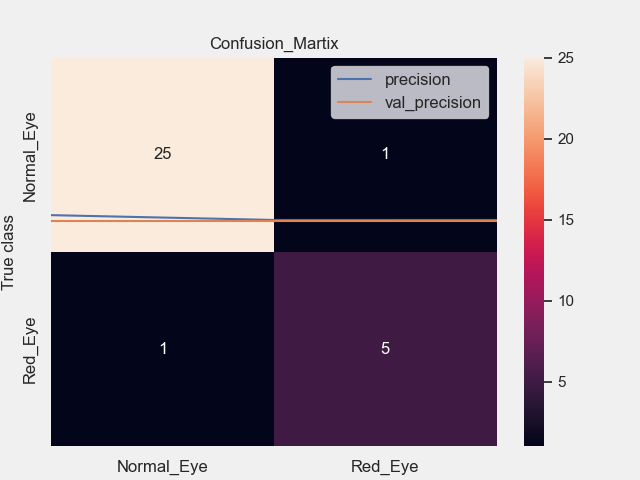 Confusion_Martix
precision
val_precision
Normal_Eye
25
1
True class
Red_Eye
1
5
Normal_Eye
Red_Eye
25
20
15
10
5